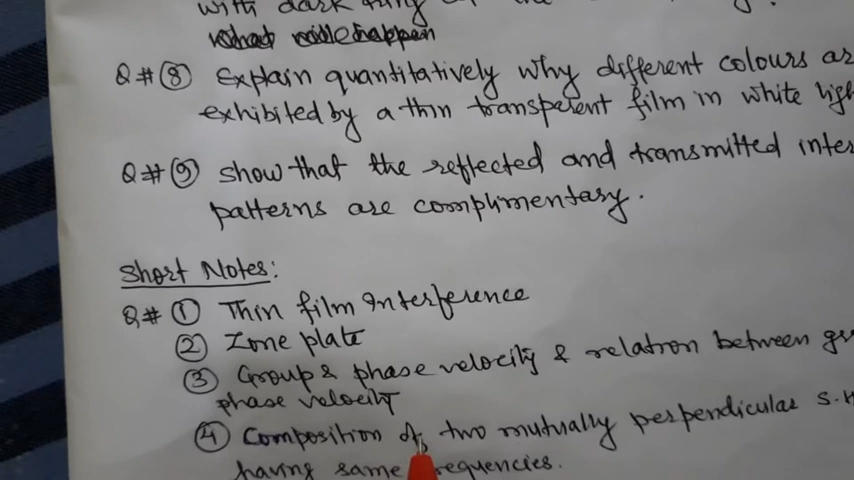 with dark
Q # ⑧ Explain quantitatively why different colours
exhibited by a thin transperent film in white
Q # ⑨ show that the reflected and transmitted
patterns are complimentary.
Short Notes:
Q # ① Thin film Interference
② Zone plate
③ Group & phase velocity & relation between
phase velocity
④ Composition of two mutually perpendicular S.H
having same frequencies.